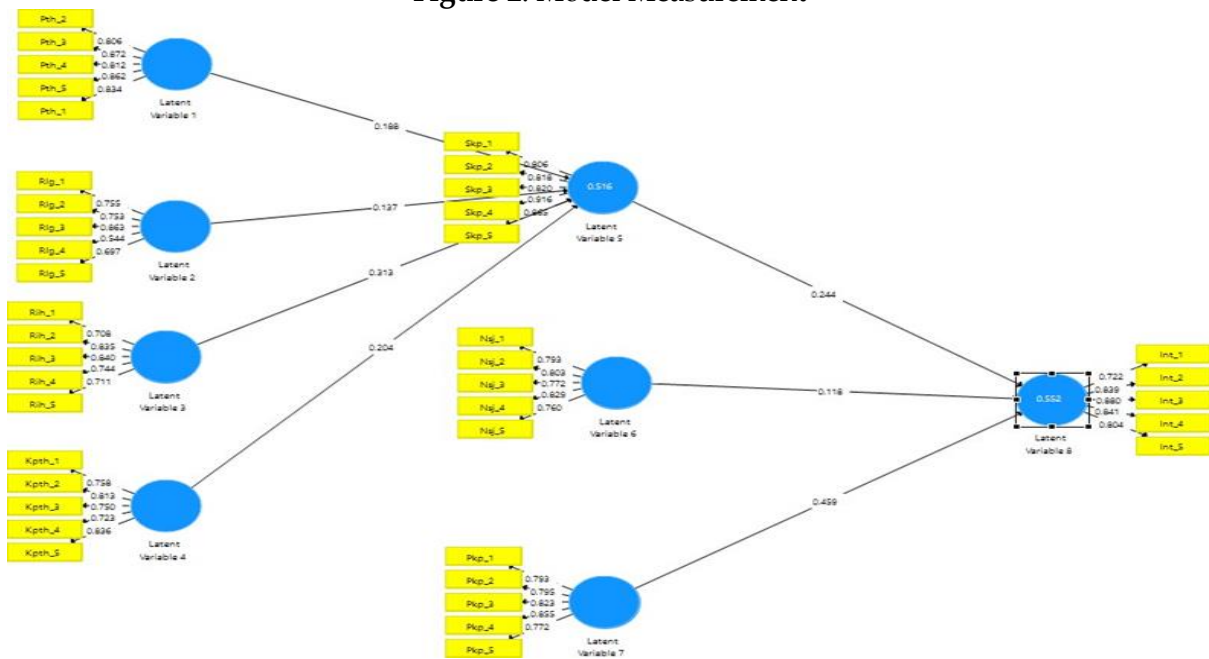 Figure 2. Model Measurement
Pth_2
Pth_3
Pth_4
Pth_5
Pth_1
0.806
0.872
0.812
0.862
0.834
Latent
Variable 1
0.188
Rlg_1
Rlg_2
Rlg_3
Rlg_4
Rlg_5
0.755
0.753
0.863
0.544
0.697
Latent
Variable 2
0.137
Rih_1
Rih_2
Rih_3
Rih_4
Rih_5
0.708
0.835
0.840
0.744
0.711
Latent
Variable 3
0.313
Kpth_1
Kpth_2
Kpth_3
Kpth_4
Kpth_5
0.758
0.813
0.750
0.723
0.836
Latent
Variable 4
0.204
Skp_1
Skp_2
Skp_3
Skp_4
Skp_5
0.806
0.818
0.820
0.916
0.516
Latent
Variable 5
0.244
Nsj_1
Nsj_2
Nsj_3
Nsj_4
Nsj_5
0.793
0.803
0.772
0.829
0.760
Latent
Variable 6
0.118
Pkp_1
Pkp_2
Pkp_3
Pkp_4
Pkp_5
0.793
0.795
0.823
0.855
0.772
Latent
Variable 7
0.459
0.552
Latent
Variable 8
0.722
0.839
0.880
0.841
0.804
Int_1
Int_2
Int_3
Int_4
Int_5